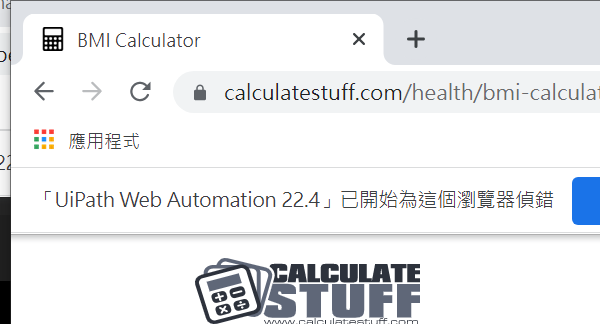 BMI Calculator
calculatestuff.com/health/bmi-calculat
應用程式
「UiPath Web Automation 22.4」已開始為這個瀏覽器偵錯
CALCULATE
STUFF
www.calculatestuff.com